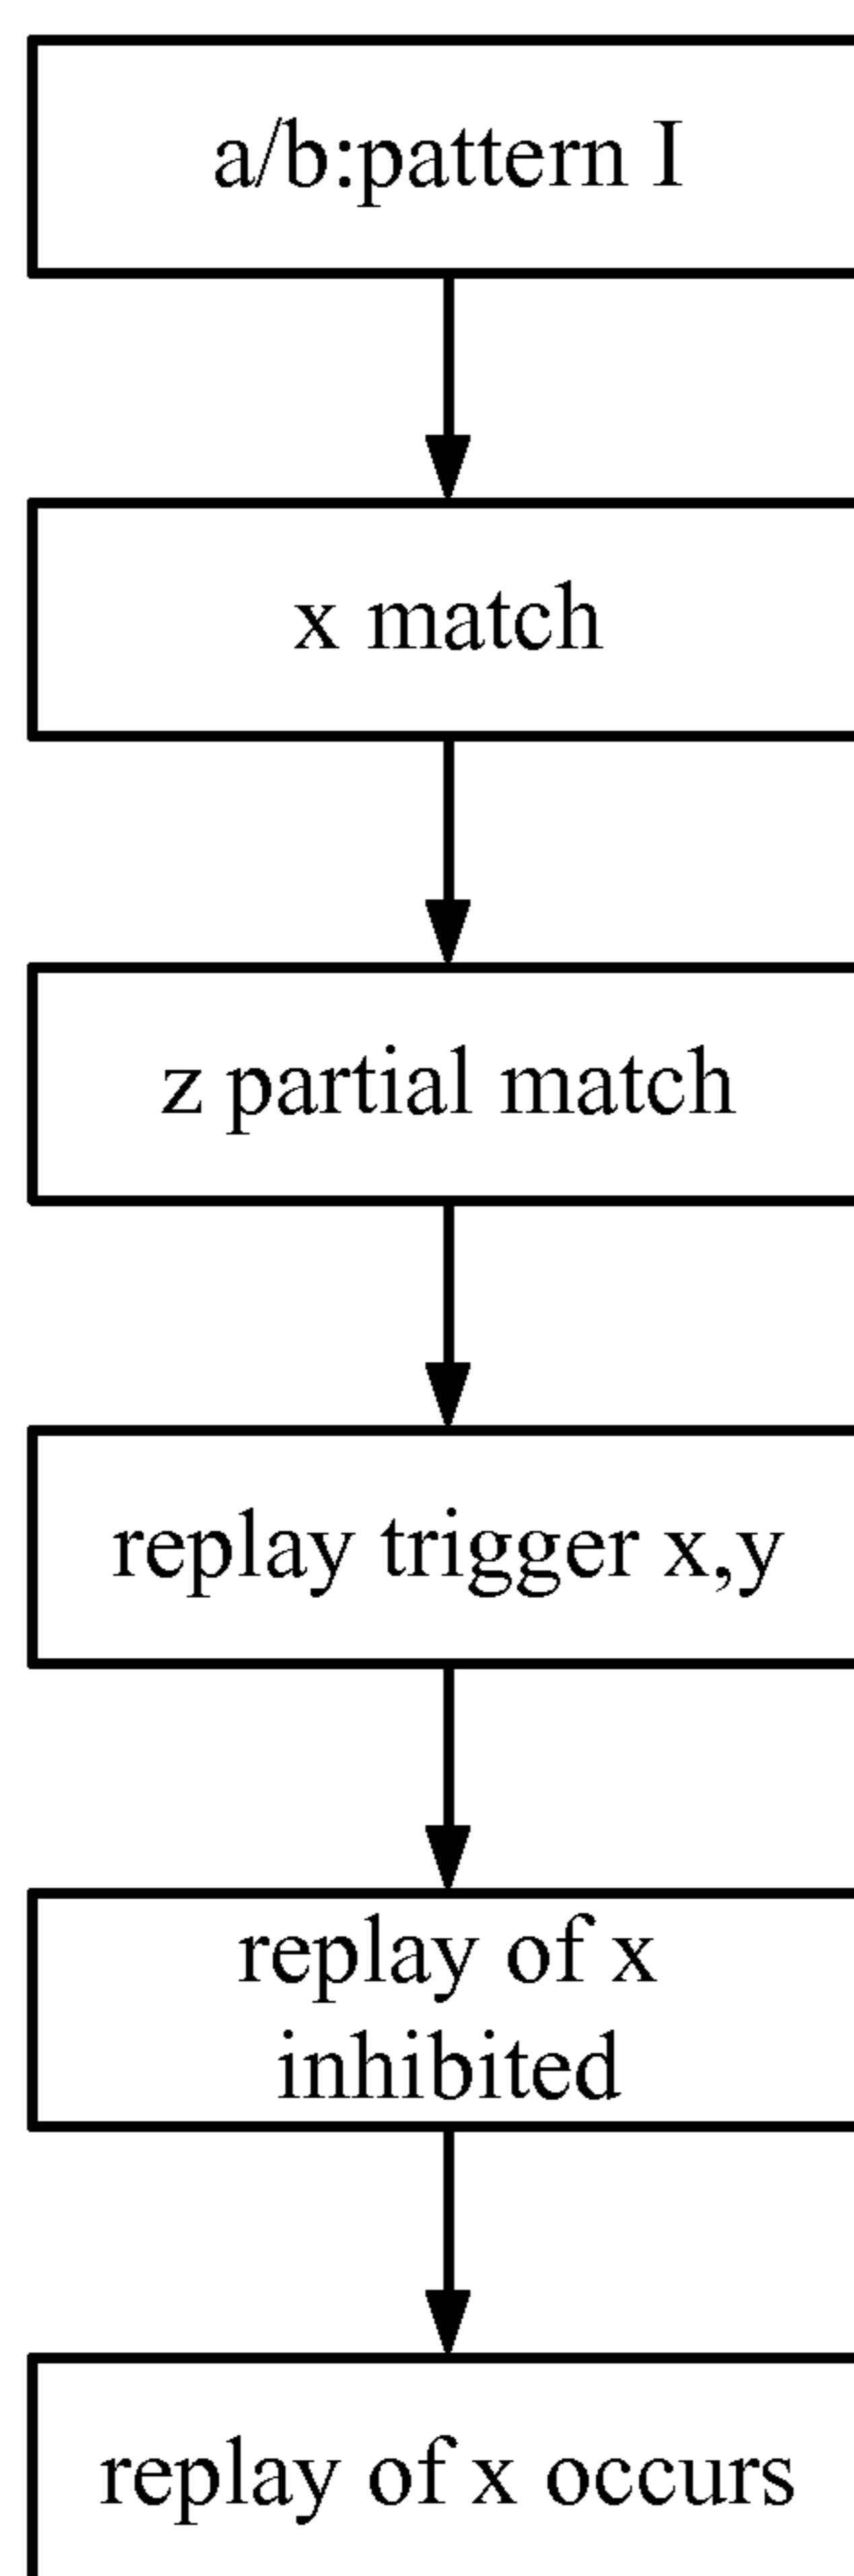 a/b:pattern I
x match
z partial match
replay trigger x,y
replay of x
inhibited
replay of x occurs